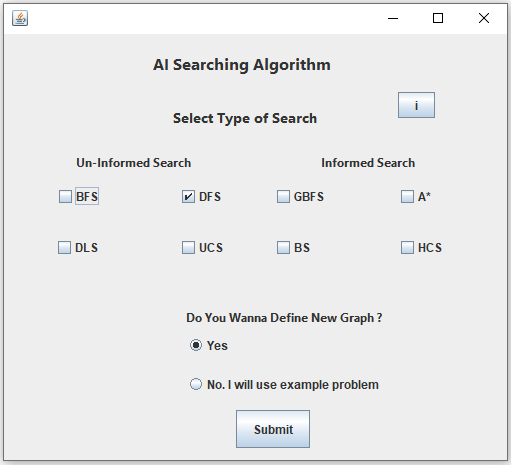 AI Searching Algorithm
i
Select Type of Search
Un-Informed Search Informed Search
BFS DFS GBFS A*
DLS UCS BS HCS
Do You Wanna Define New Graph ?
Yes
No. I will use example problem
Submit